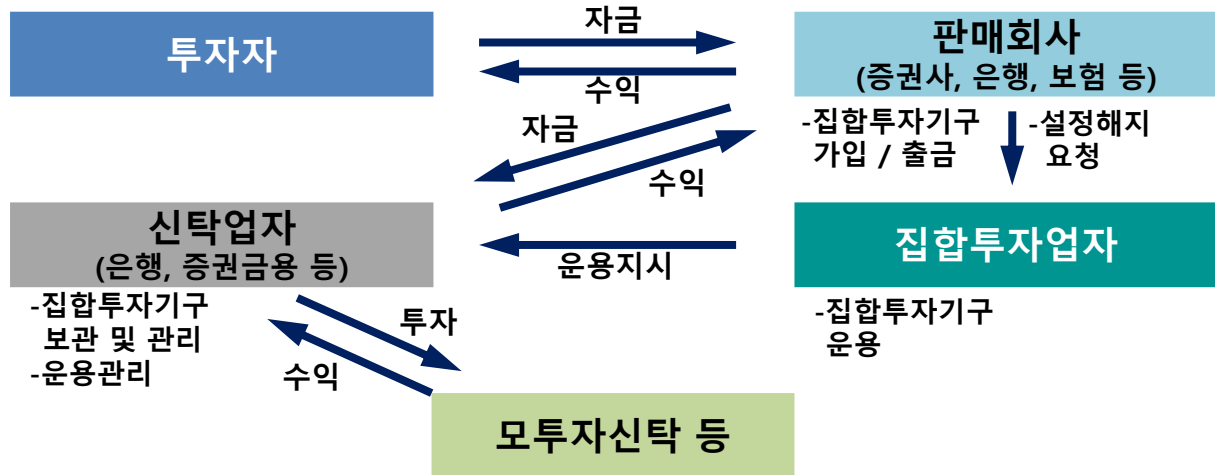 투자자
자금
수익
판매회사
(증권사, 은행, 보험 등)
자금
수익
-집합투자기구
가입 / 출금
-설정해지
요청
신탁업자
(은행, 증권금용 등)
운용지시
집합투자업자
-집합투자기구
보관 및 관리
-운용관리
투자
수익
-집합투자기구
운용
모투자신탁 등